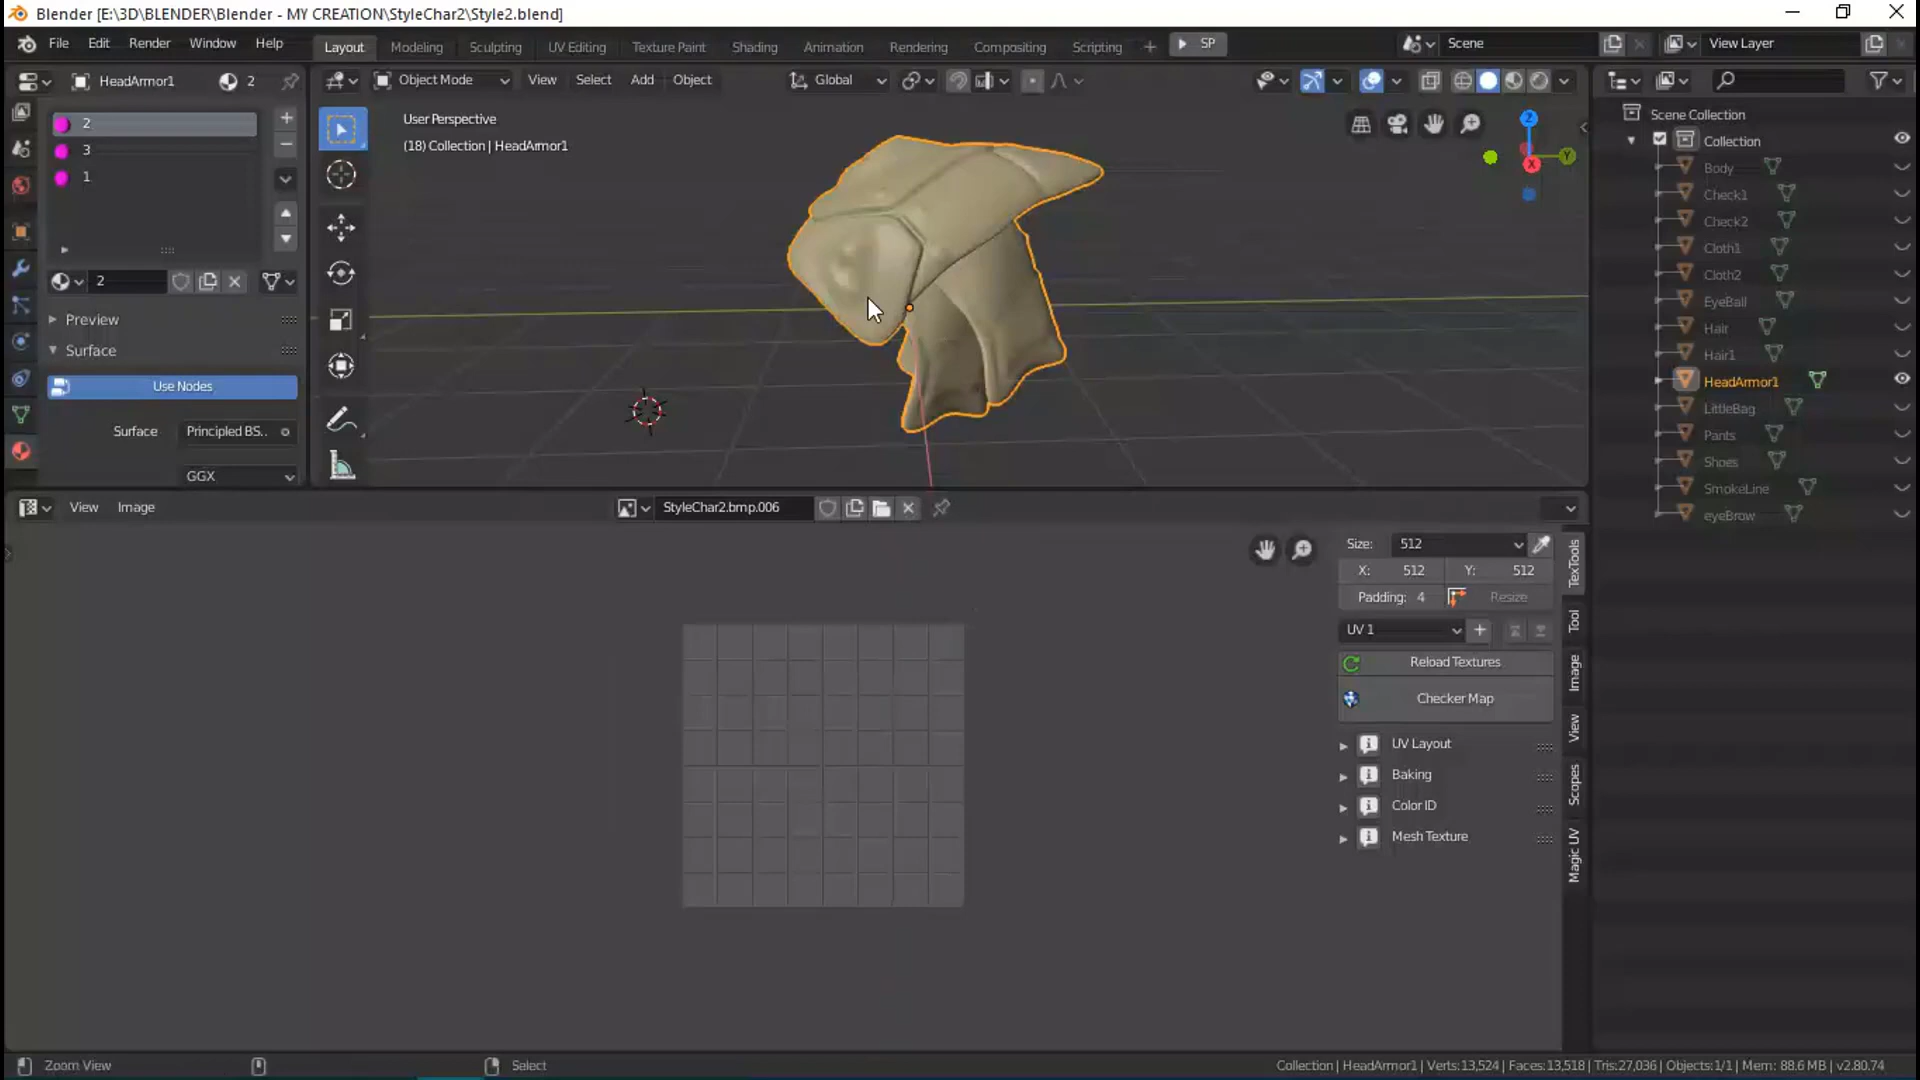 Blender [E:\3D\BLENDER\Blender - MY CREATION\StyleChar2\Style2.blend]
File Edit Render Window Help
Layout Modeling Sculpting UV Editing Texture Paint Shading Animation Rendering Compositing Scripting + SP
Scene
View Layer
HeadArmor1 2
Object Mode View Select Add Object
Global
2
3
1
2
Preview
Surface
Use Nodes
Surface Principled BS..
GGX
User Perspective
(18) Collection | HeadArmor1
Z
Y
X
Scene Collection
Collection
Body
Check1
Check2
Cloth1
Cloth2
EyeBall
Hair
Hair1
HeadArmor1
LittleBag
Pants
Shoes
SmokeLine
eyeBrow
View Image
StyleChar2.bmp.006
Size: 512
X: 512 Y: 512
Padding: 4 Resize
UV 1
Reload Textures
Checker Map
UV Layout
Baking
Color ID
Mesh Texture
TexTools
Tool
Image
View
Scopes
Magic UV
Zoom View
Select
Collection | HeadArmor1 | Verts:13,524 | Faces:13,518 | Tris:27,036 | Objects:1/1 | Mem: 88.6 MB | v2.80.74